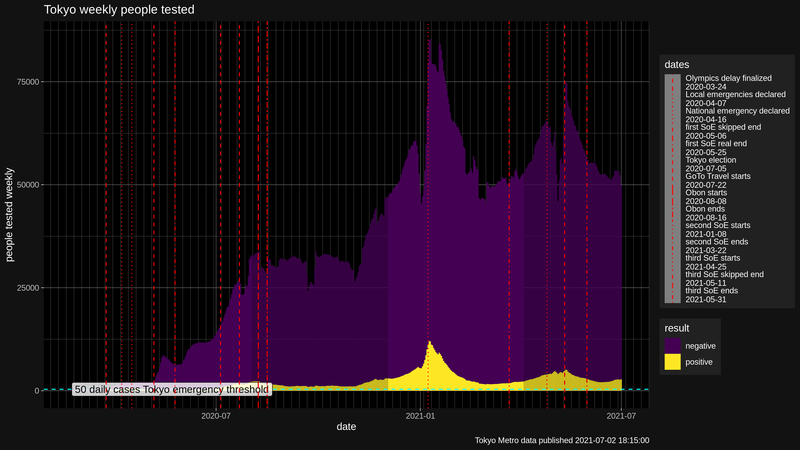 Tokyo weekly people tested
people tested weekly
75000
50000
25000
0
50 daily cases Tokyo emergency threshold
2020-07
2021-01
2021-07
date
Tokyo Metro data published 2021-07-02 18:15:00
dates
Olympics delay finalized
2020-03-24
Local emergencies declared
2020-04-07
National emergency declared
2020-04-16
first SoE skipped end
2020-05-06
first SoE real end
2020-05-25
Tokyo election
2020-07-05
GoTo Travel starts
2020-07-22
Obon starts
2020-08-08
Obon ends
2020-08-16
second SoE starts
2021-01-08
second SoE ends
2021-03-22
third SoE starts
2021-04-25
third SoE skipped end
2021-05-11
third SoE ends
2021-05-31
result
negative
positive